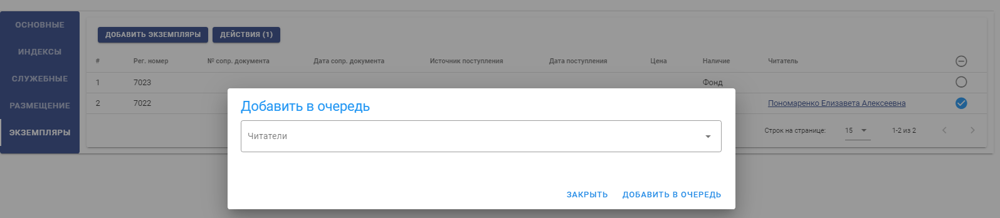 ОСНОВНЫЕ
ИНДЕКСЫ
СЛУЖЕБНЫЕ
РАЗМЕЩЕНИЕ
ЭКЗЕМПЛЯРЫ
ДОБАВИТЬ ЭКЗЕМПЛЯРЫ ДЕЙСТВИЯ (1)
# Рег. номер № сопр. документа Дата сопр. документа Источник поступления Дата поступления Цена Наличие Читатель
1 7023 Фонд
2 7022 Пономаренко Елизавета Алексеевна
Строк на странице: 15 1-2 из 2
Добавить в очередь
Читатели
ЗАКРЫТЬ ДОБАВИТЬ В ОЧЕРЕДЬ